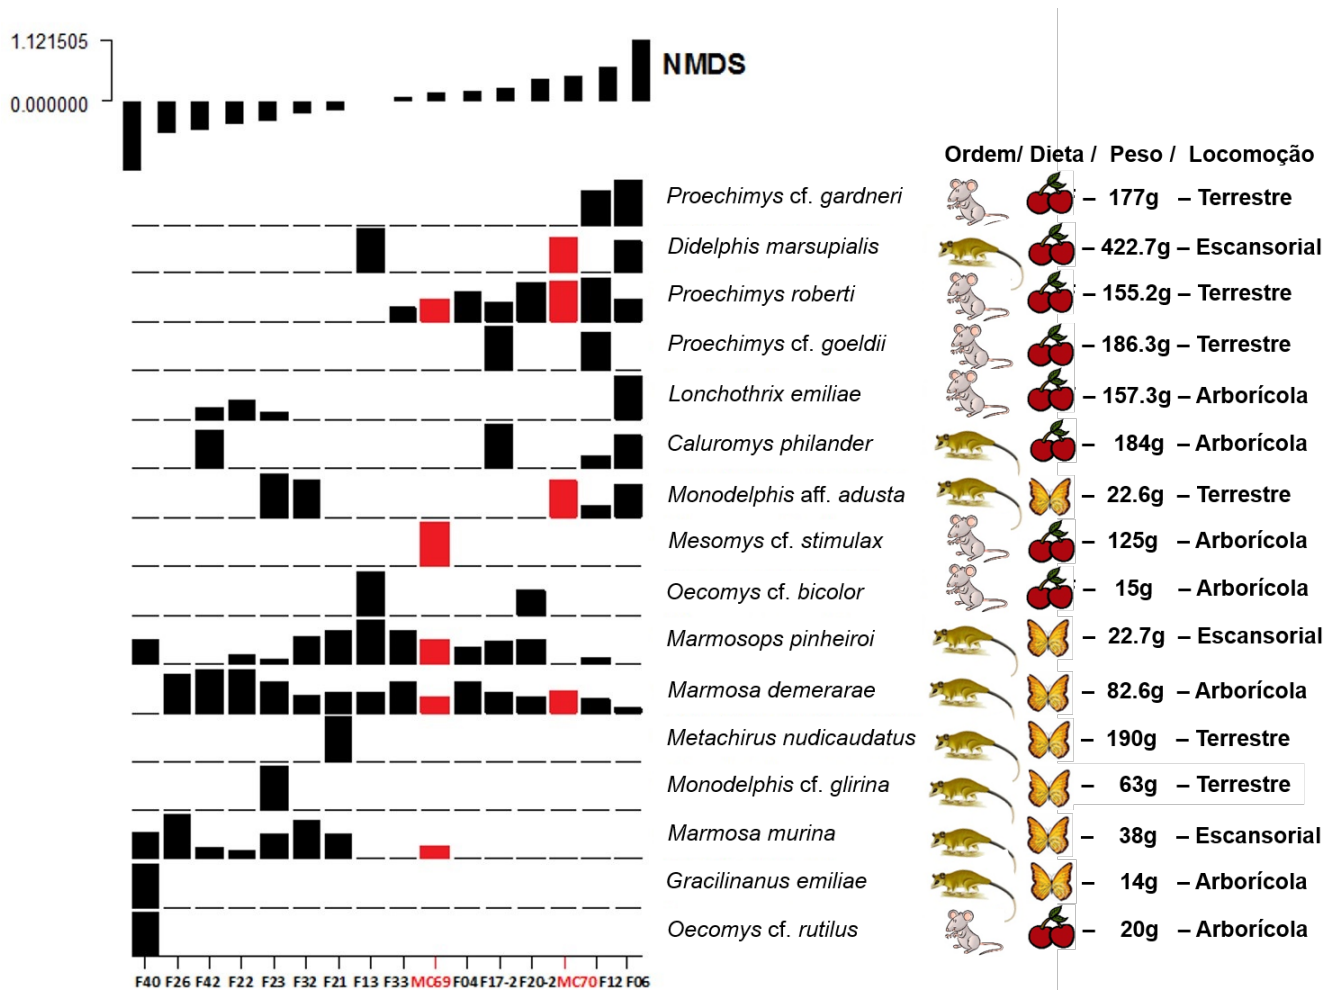 1.121505
NMDS
0.000000
Ordem/ Dieta / Peso / Locomoção
Proechimys cf. gardneri – 177g – Terrestre
Didelphis marsupialis – 422.7g – Escansorial
Proechimys roberti – 155.2g – Terrestre
Proechimys cf. goeldii – 186.3g – Terrestre
Lonchothrix emiliae – 157.3g – Arborícola
Caluromys philander – 184g – Arborícola
Monodelphis aff. adusta – 22.6g – Terrestre
Mesomys cf. stimulax – 125g – Arborícola
Oecomys cf. bicolor – 15g – Arborícola
Marmosops pinheiroi – 22.7g – Escansorial
Marmosa demerarae – 82.6g – Arborícola
Metachirus nudicaudatus – 190g – Terrestre
Monodelphis cf. glirina – 63g – Terrestre
Marmosa murina – 38g – Escansorial
Gracilinanus emiliae – 14g – Arborícola
Oecomys cf. rutilus – 20g – Arborícola
F40 F26 F42 F22 F23 F32 F21 F13 F33 MC69 F04 F17-2 F20-2 MC70 F12 F06